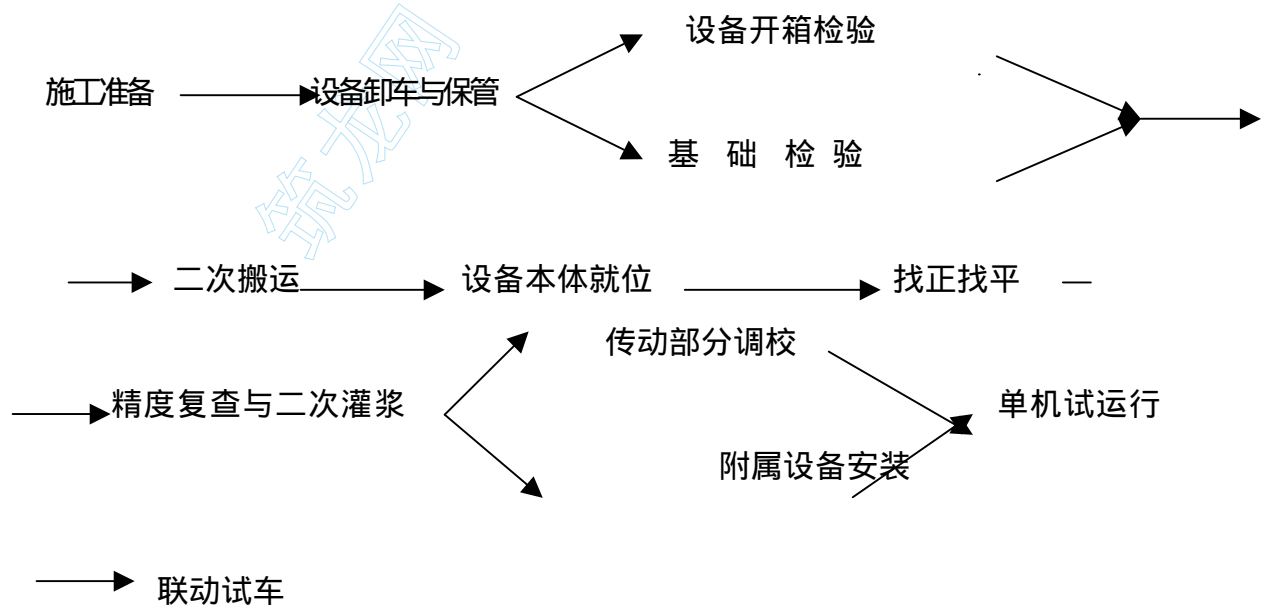 设备开箱检验
施工准备 设备卸车与保管
基 础 检 验
筑龙网
二次搬运 设备本体就位 找正找平
传动部分调校
精度复查与二次灌浆 单机试运行
附属设备安装
联动试车